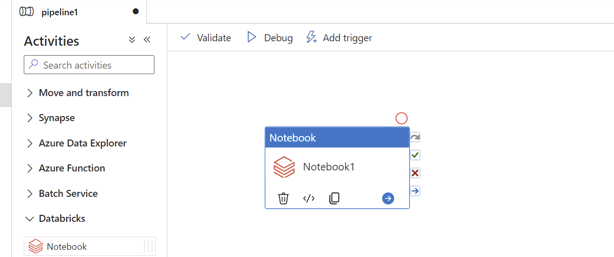 pipeline1
Activities
Validate
Debug
Add trigger
Search activities
Move and transform
Synapse
Azure Data Explorer
Azure Function
Batch Service
Databricks
Notebook
Notebook
Notebook1